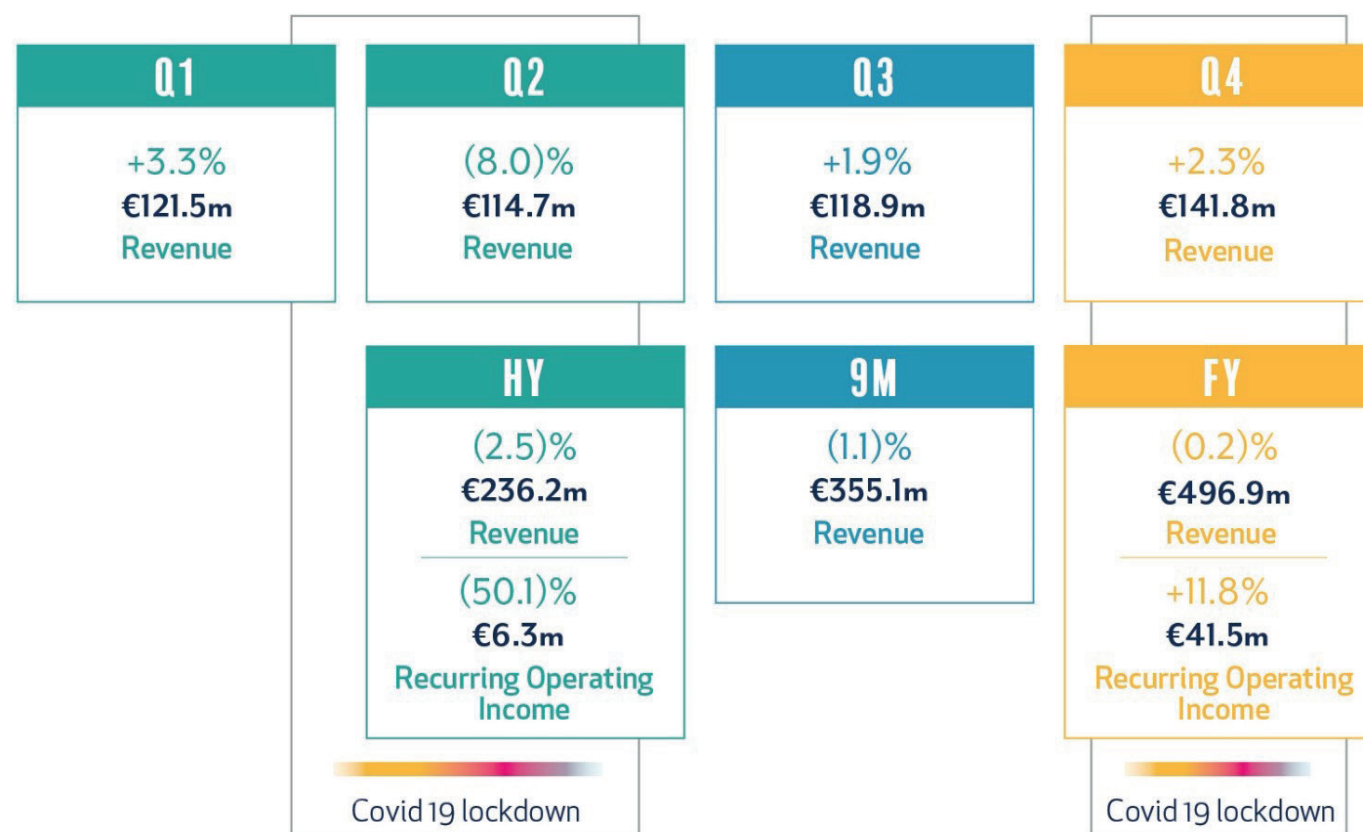 Q1
+3.3%
€121.5m
Revenue
Q2
(8.0)%
€114.7m
Revenue
Q3
+1.9%
€118.9m
Revenue
Q4
+2.3%
€141.8m
Revenue
HY
(2.5)%
€236.2m
Revenue
(50.1)%
€6.3m
Recurring Operating
Income
9M
(1.1)%
€355.1m
Revenue
FY
(0.2)%
€496.9m
Revenue
+11.8%
€41.5m
Recurring Operating
Income
Covid 19 lockdown
Covid 19 lockdown